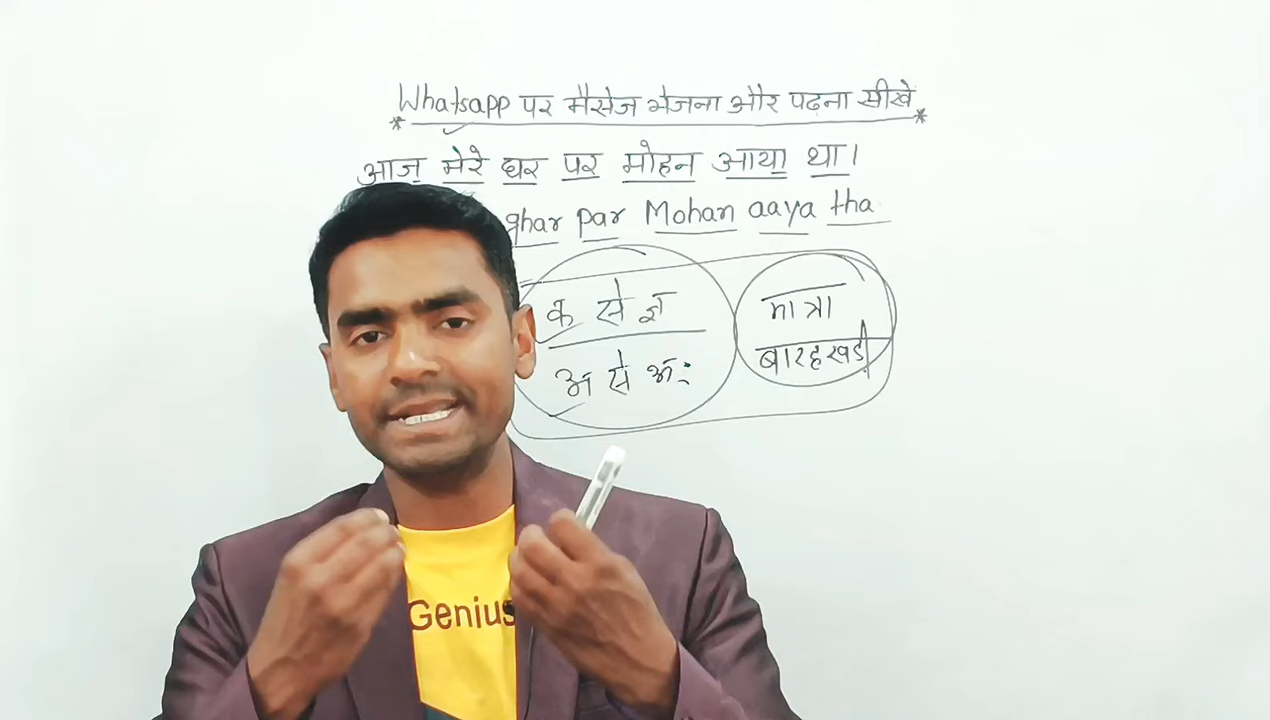 Whatsapp पर मैसेज भेजना और पढ़ना सीखे
आज मेरे घर पर मोहन आया था।
ghar par Mohan aaya tha
क से ज्ञ
अ से अः
मात्रा
बारहखडी
Genius